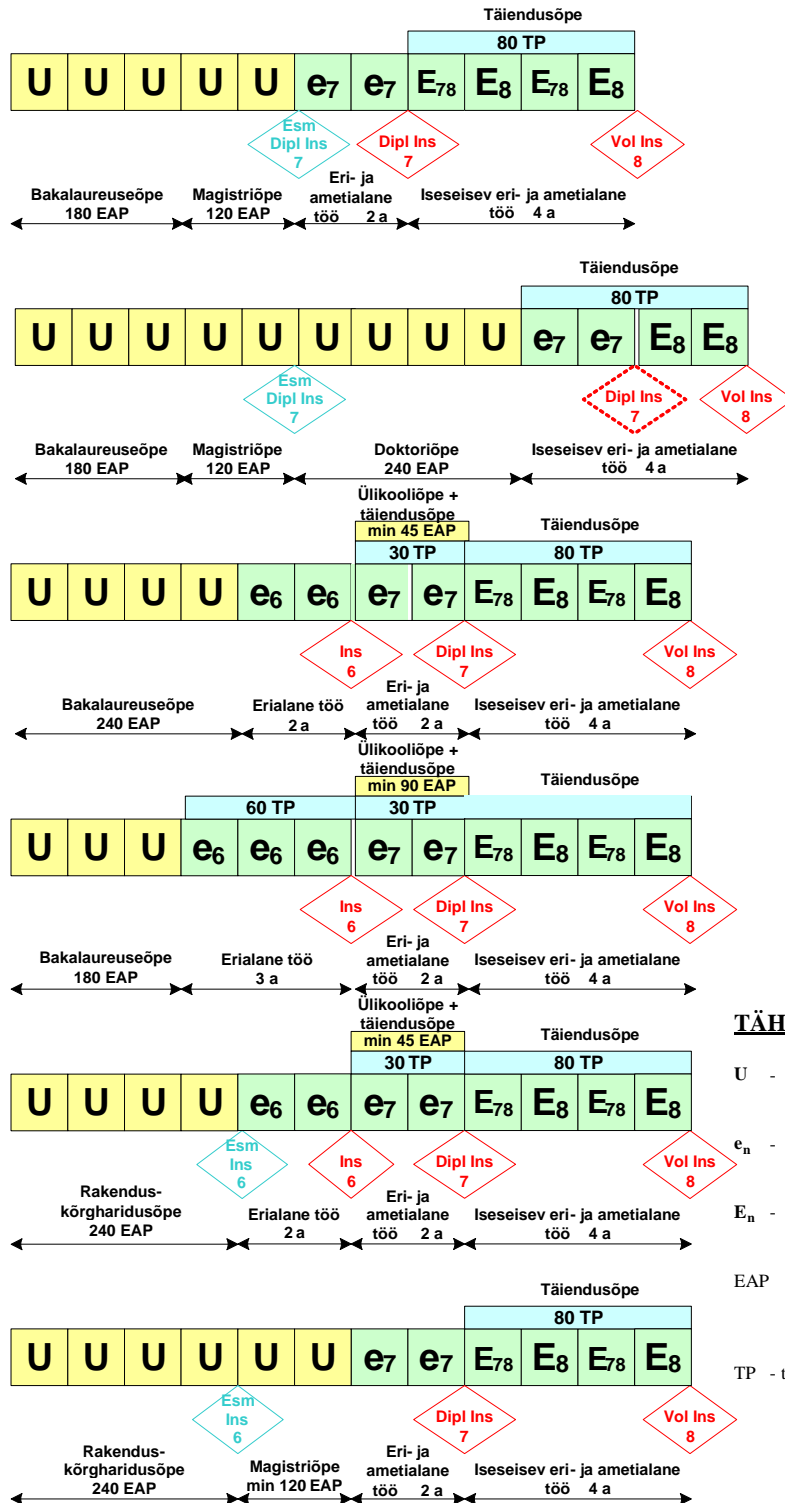 Täiendusõpe
80 TP
U U U U U e7 e7 E78 E8 E78 E8
Esm
Dipl Ins
7
Dipl Ins
7
Vol Ins
8
Bakalaureuseõpe
180 EAP
Magistriõpe
120 EAP
Eri- ja
ametialane
töö 2 a
Iseseisev eri- ja ametialane
töö 4 a
Täiendusõpe
80 TP
U U U U U U U U U e7 e7 E8 E8
Esm
Dipl Ins
7
Dipl Ins
7
Vol Ins
8
Bakalaureuseõpe
180 EAP
Magistriõpe
120 EAP
Doktoriõpe
240 EAP
Iseseisev eri- ja ametialane
töö 4 a
Ülikooliõpe +
täiendusõpe
min 45 EAP
30 TP
Täiendusõpe
80 TP
U U U U e6 e6 e7 e7 E78 E8 E78 E8
Ins
6
Dipl Ins
7
Vol Ins
8
Bakalaureuseõpe
240 EAP
Erialane töö
2 a
Eri- ja
ametialane
töö 2 a
Iseseisev eri- ja ametialane
töö 4 a
Ülikooliõpe +
täiendusõpe
min 90 EAP
Täiendusõpe
60 TP
30 TP
U U U e6 e6 e6 e7 e7 E78 E8 E78 E8
Ins
6
Dipl Ins
7
Vol Ins
8
Bakalaureuseõpe
180 EAP
Erialane töö
3 a
Eri- ja
ametialane
töö 2 a
Iseseisev eri- ja ametialane
töö 4 a
Ülikooliõpe +
täiendusõpe
min 45 EAP
30 TP
Täiendusõpe
80 TP
U U U U e6 e6 e7 e7 E78 E8 E78 E8
Esm
Ins
6
Ins
6
Dipl Ins
7
Vol Ins
8
Rakendus-
kõrgharidusõpe
240 EAP
Erialane töö
2 a
Eri- ja
ametialane
töö 2 a
Iseseisev eri- ja ametialane
töö 4 a
TÄH
U -
en -
En -
EAP
TP - t
Täiendusõpe
80 TP
U U U U U U e7 e7 E78 E8 E78 E8
Esm
Ins
6
Dipl Ins
7
Vol Ins
8
Rakendus-
kõrgharidusõpe
240 EAP
Magistriõpe
min 120 EAP
Eri- ja
ametialane
töö 2 a
Iseseisev eri- ja ametialane
töö 4 a